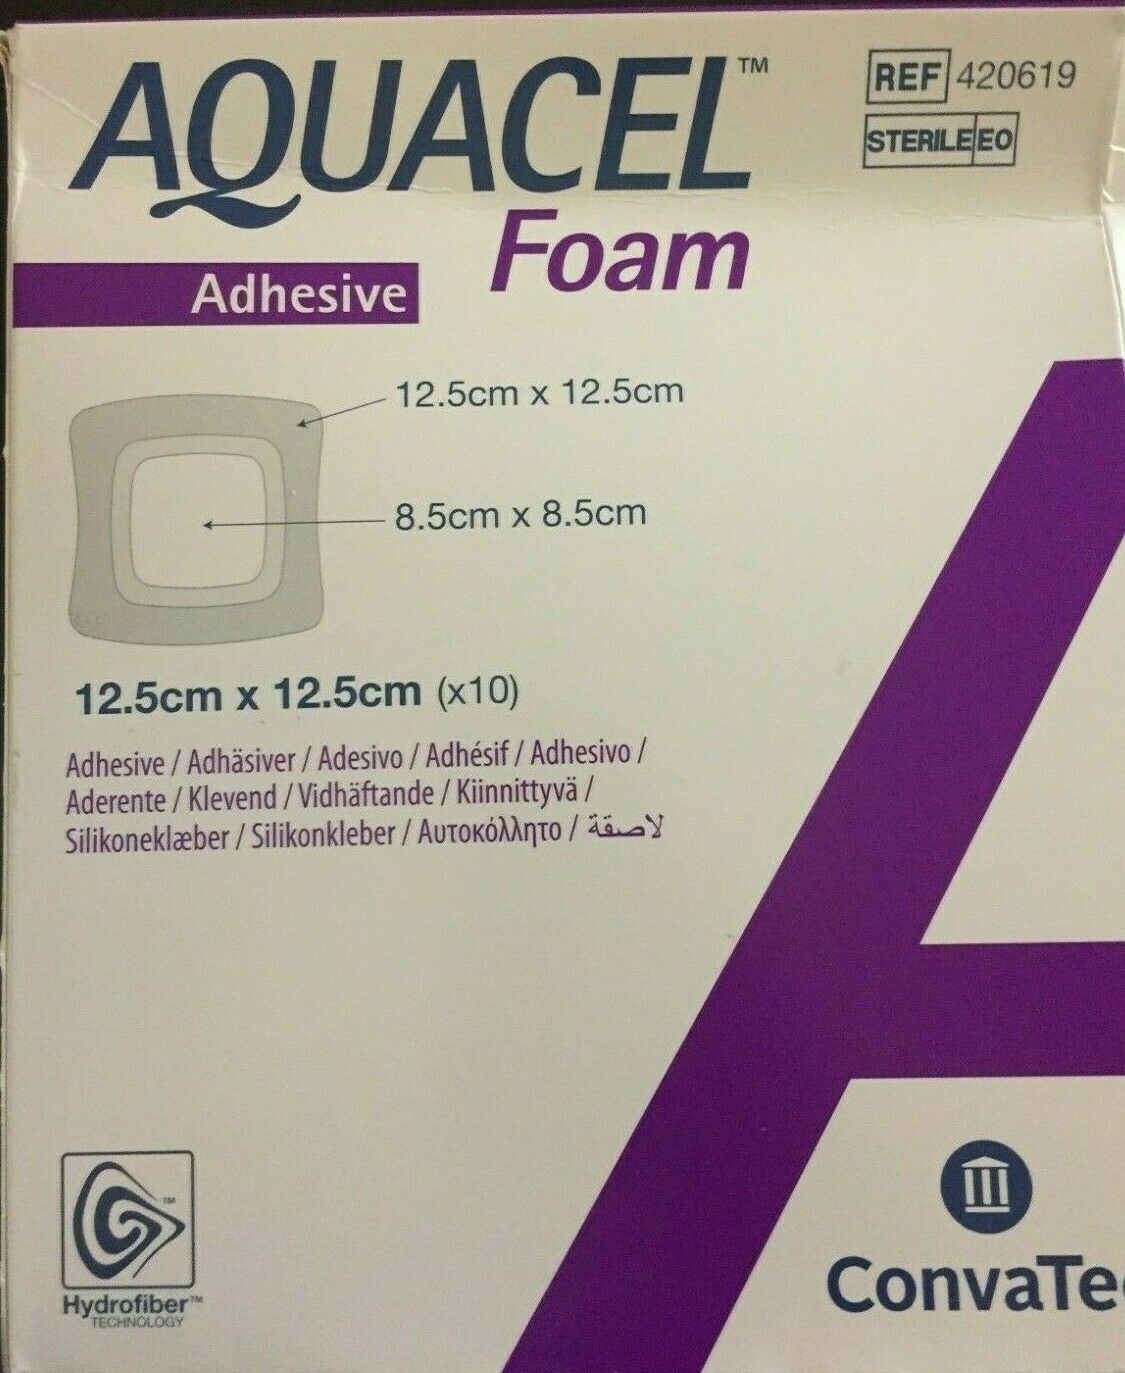 AQUACEL™
REF 420619
STERILE EO
Foam
Adhesive
12.5cm x 12.5cm
8.5cm x 8.5cm
12.5cm x 12.5cm (x10)
Adhesive / Adhäsiver / Adesivo / Adhésif / Adhesivo /
Aderente / Klevend / Vidhäftande / Kiinnittyvä /
Silikoneklæber / Silikonkleber / Αυτοκόλλητο / لاصقة
Hydrofiber™
TECHNOLOGY
ConvaTe